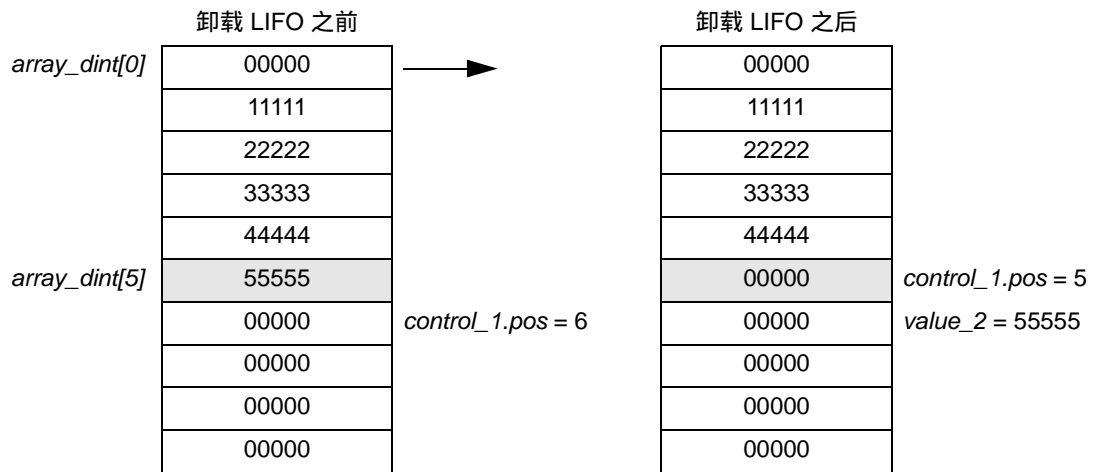 卸载 LIFO 之前 卸载 LIFO 之后
array_dint[0] 00000 00000
11111 11111
22222 22222
33333 33333
44444 44444
array_dint[5] 55555 00000 control_1.pos = 5
00000 control_1.pos = 6 00000 value_2 = 55555
00000 00000
00000 00000
00000 00000